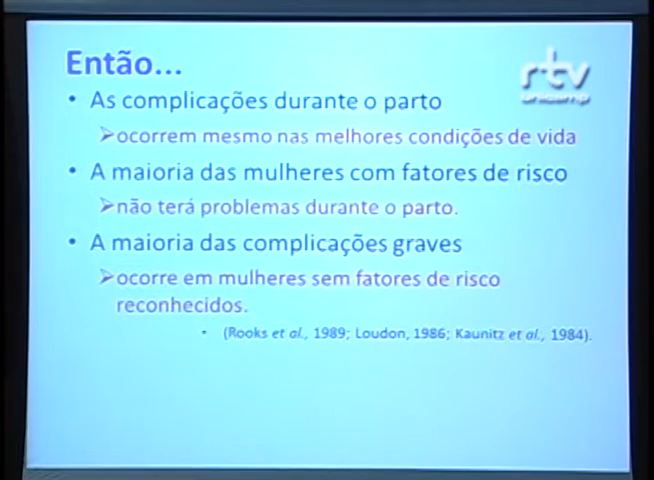 Então...
rtv
unicamp
• As complicações durante o parto
➢ocorrem mesmo nas melhores condições de vida
• A maioria das mulheres com fatores de risco
➢não terá problemas durante o parto.
• A maioria das complicações graves
➢ocorre em mulheres sem fatores de risco
reconhecidos.
• (Rooks et al., 1989; Loudon, 1986; Kaunitz et al., 1984).